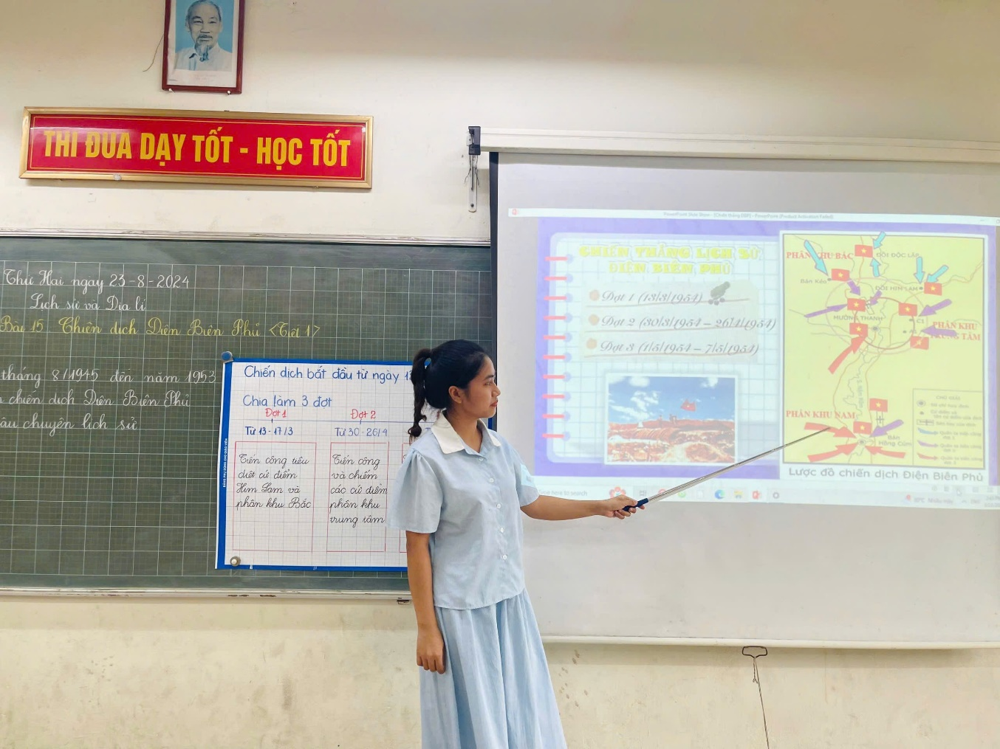 THI ĐUA DẠY TỐT - HỌC TỐT
Thứ Hai ngày 23-8-2024
Lịch sử và Địa lí
Bài 15 Chiến dịch Điện Biên Phủ <Tiết 1>
tháng 8/1945 đến năm 1953
chiến dịch Điện Biên Phủ
câu chuyện lịch sử
Chiến dịch bắt đầu từ ngày
Chia làm 3 đợt
Đợt 1
Từ 13-17/3
Tiến công tiêu
diệt cứ điểm
Him Lam và
phân khu Bắc
Đợt 2
Từ 30-26/4
Tiến công
và chiếm
các cứ điểm
phân khu
trung tâm
CHIẾN THẮNG LỊCH SỬ
ĐIỆN BIÊN PHỦ
Đợt 1 (13/3/1954)
Đợt 2 (30/3/1954 – 26/4/1954)
Đợt 3 (1/5/1954 – 7/5/1954)
PHÂN KHU BẮC
ĐỒI ĐỘC LẬP
Bản Kéo
ĐỒI HIM LAM
MƯỜNG THANH
C1
PHÂN KHU
TRUNG TÂM
PHÂN KHU NAM
Bản
Hồng Cúm
CHÚ GIẢI
Lược đồ chiến dịch Điện Biên Phủ
Type here to search